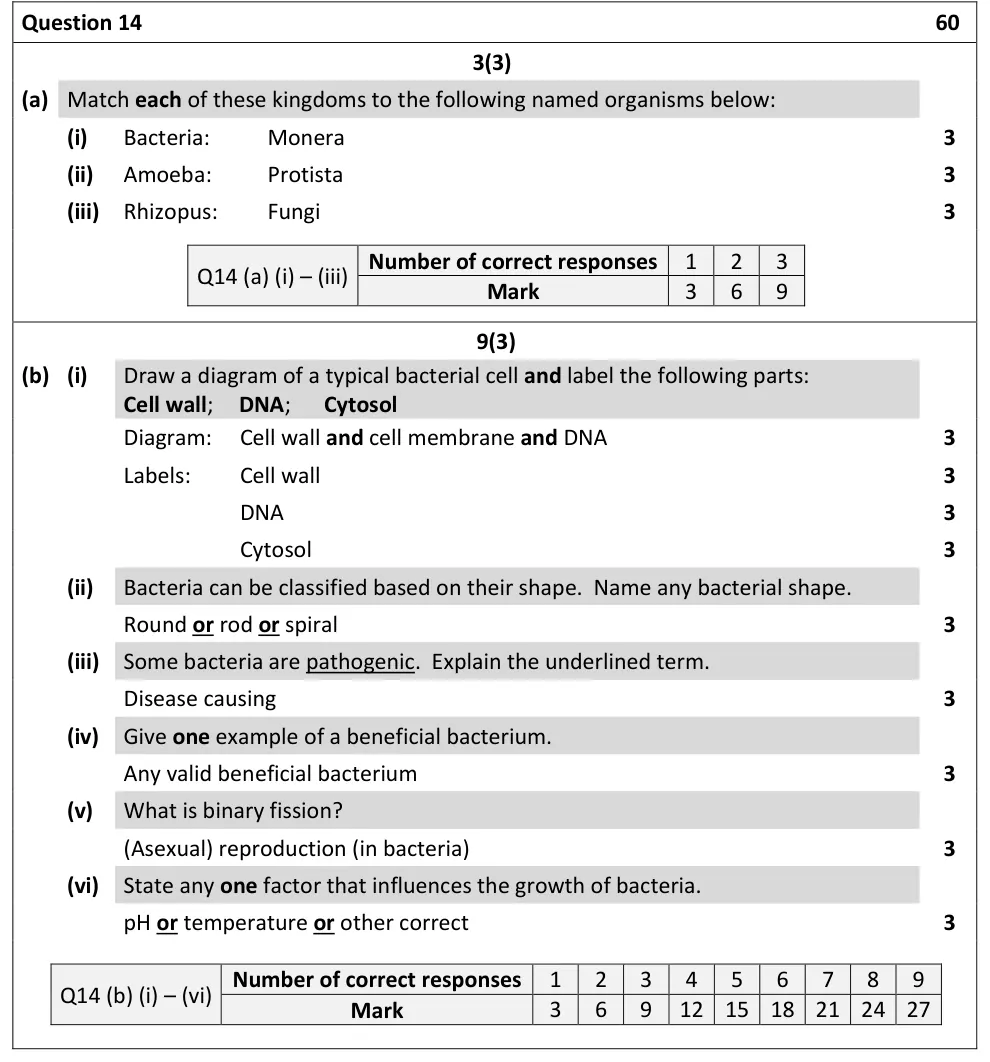 Question 14 60
3(3)
(a) Match each of these kingdoms to the following named organisms below:
(i) Bacteria: Monera 3
(ii) Amoeba: Protista 3
(iii) Rhizopus: Fungi 3
Q14 (a) (i) – (iii) Number of correct responses 1 2 3
Mark 3 6 9
9(3)
(b) (i) Draw a diagram of a typical bacterial cell and label the following parts:
Cell wall; DNA; Cytosol
Diagram: Cell wall and cell membrane and DNA 3
Labels: Cell wall 3
DNA 3
Cytosol 3
(ii) Bacteria can be classified based on their shape. Name any bacterial shape.
Round or rod or spiral 3
(iii) Some bacteria are pathogenic. Explain the underlined term.
Disease causing 3
(iv) Give one example of a beneficial bacterium.
Any valid beneficial bacterium 3
(v) What is binary fission?
(Asexual) reproduction (in bacteria) 3
(vi) State any one factor that influences the growth of bacteria.
pH or temperature or other correct 3
Q14 (b) (i) – (vi) Number of correct responses 1 2 3 4 5 6 7 8 9
Mark 3 6 9 12 15 18 21 24 27